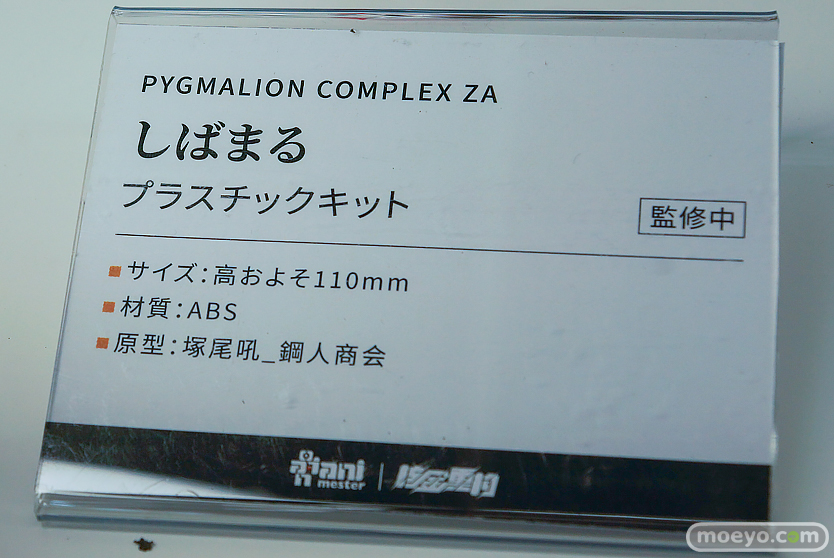 PYGMALION COMPLEX ZA
しばまる
プラスチックキット
監修中
■サイズ：高およそ110mm
■材質：ABS
■原型：塚尾吼_鋼人商会
ani
mester
moeyo.com